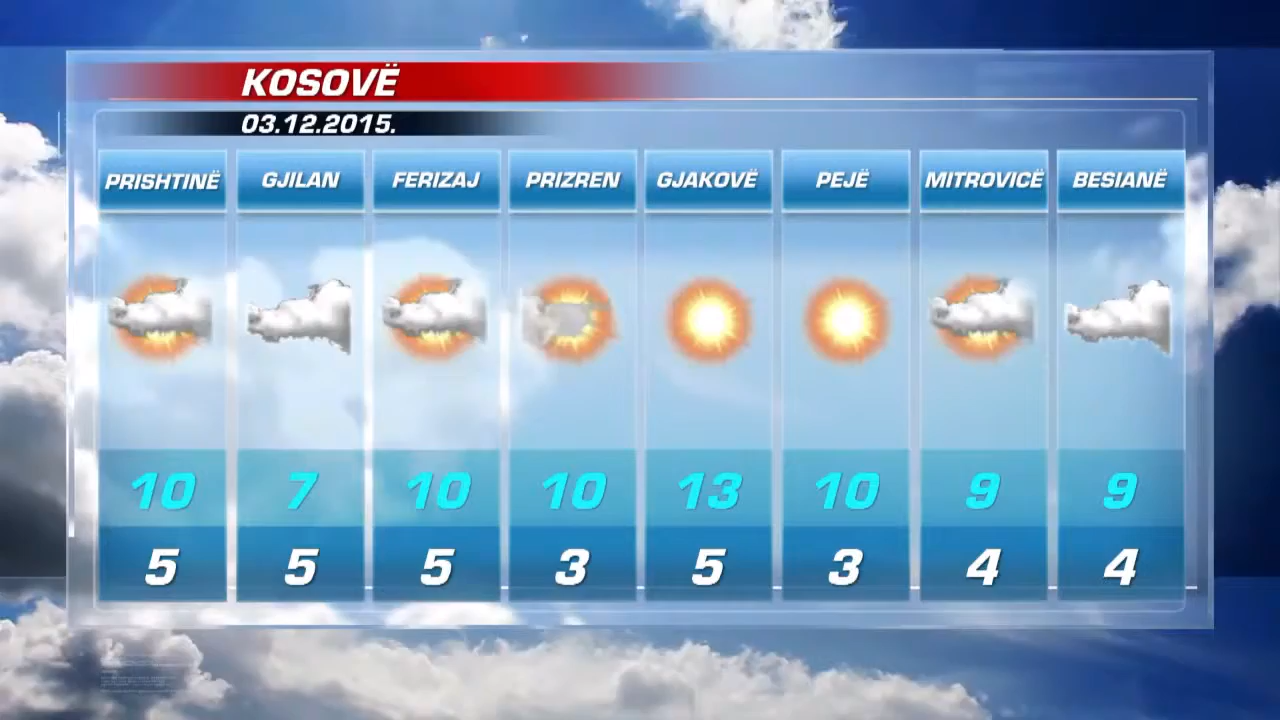 KOSOVË
03.12.2015.
PRISHTINË GJILAN FERIZAJ PRIZREN GJAKOVË PEJË MITROVICË BESIANË
10 7 10 10 13 10 9 9
5 5 5 3 5 3 4 4